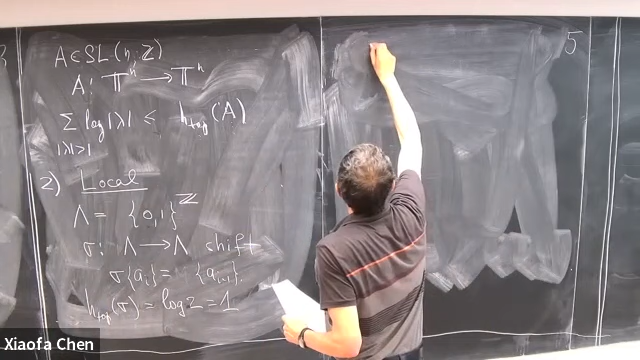 A∈SL(n,ℤ)
A: 𝕋ⁿ → 𝕋ⁿ
∑ log|λ| ≤ h_top(A)
|λ|>1
2) Local
Λ = {0,1}^ℤ
σ: Λ → Λ shift
σ{a_i} = {a_{i+1}}.
h_top(σ) = log 2 = 1
5
Xiaofa Chen